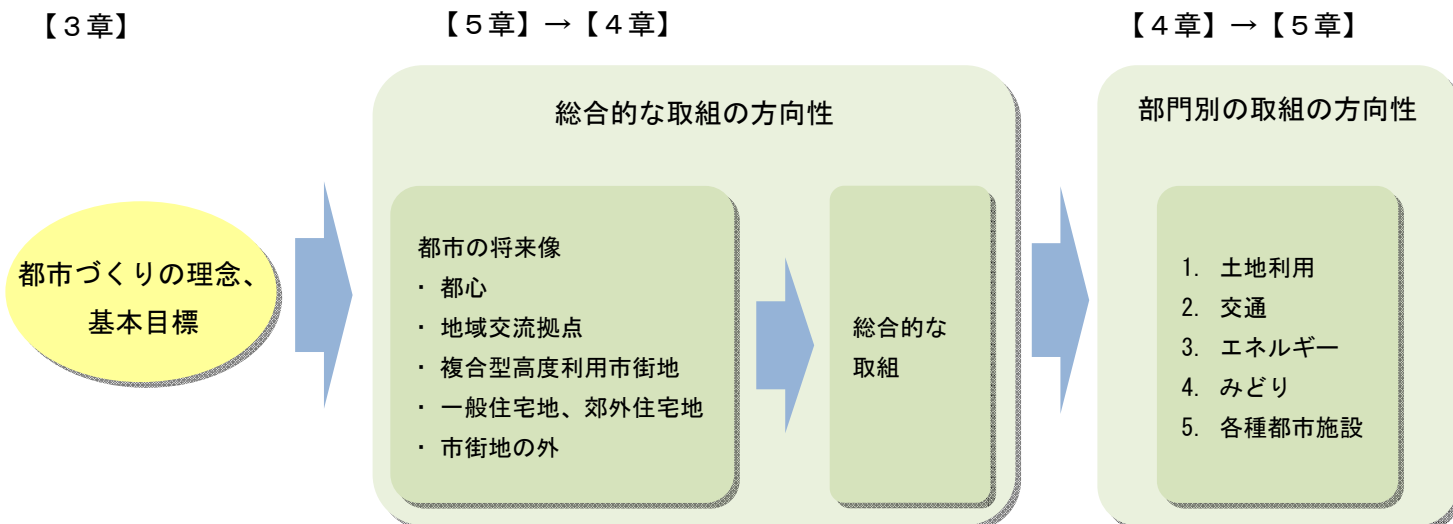 【３章】
【５章】→【４章】
【４章】→【５章】
総合的な取組の方向性
部門別の取組の方向性
都市づくりの理念、
基本目標
都市の将来像
・ 都心
・ 地域交流拠点
・ 複合型高度利用市街地
・ 一般住宅地、郊外住宅地
・ 市街地の外
総合的な
取組
1. 土地利用
2. 交通
3. エネルギー
4. みどり
5. 各種都市施設